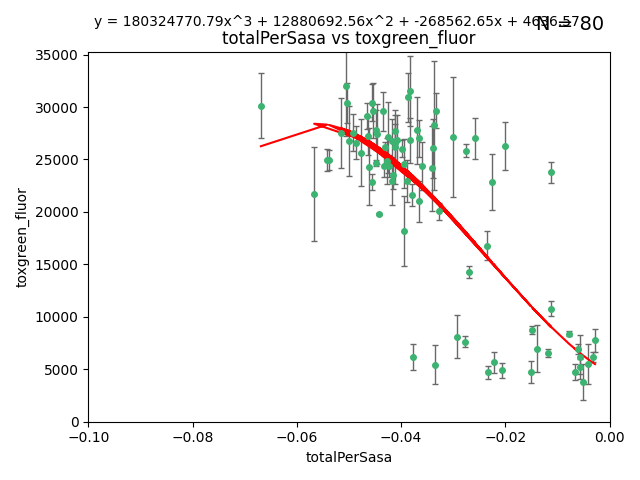 y = 180324770.79x^3 + 12880692.56x^2 + -268562.65x + 4636.57
N = 80
totalPerSasa vs toxgreen_fluor
35000
30000
25000
20000
15000
10000
5000
0
toxgreen_fluor
−0.10 −0.08 −0.06 −0.04 −0.02 0.00
totalPerSasa